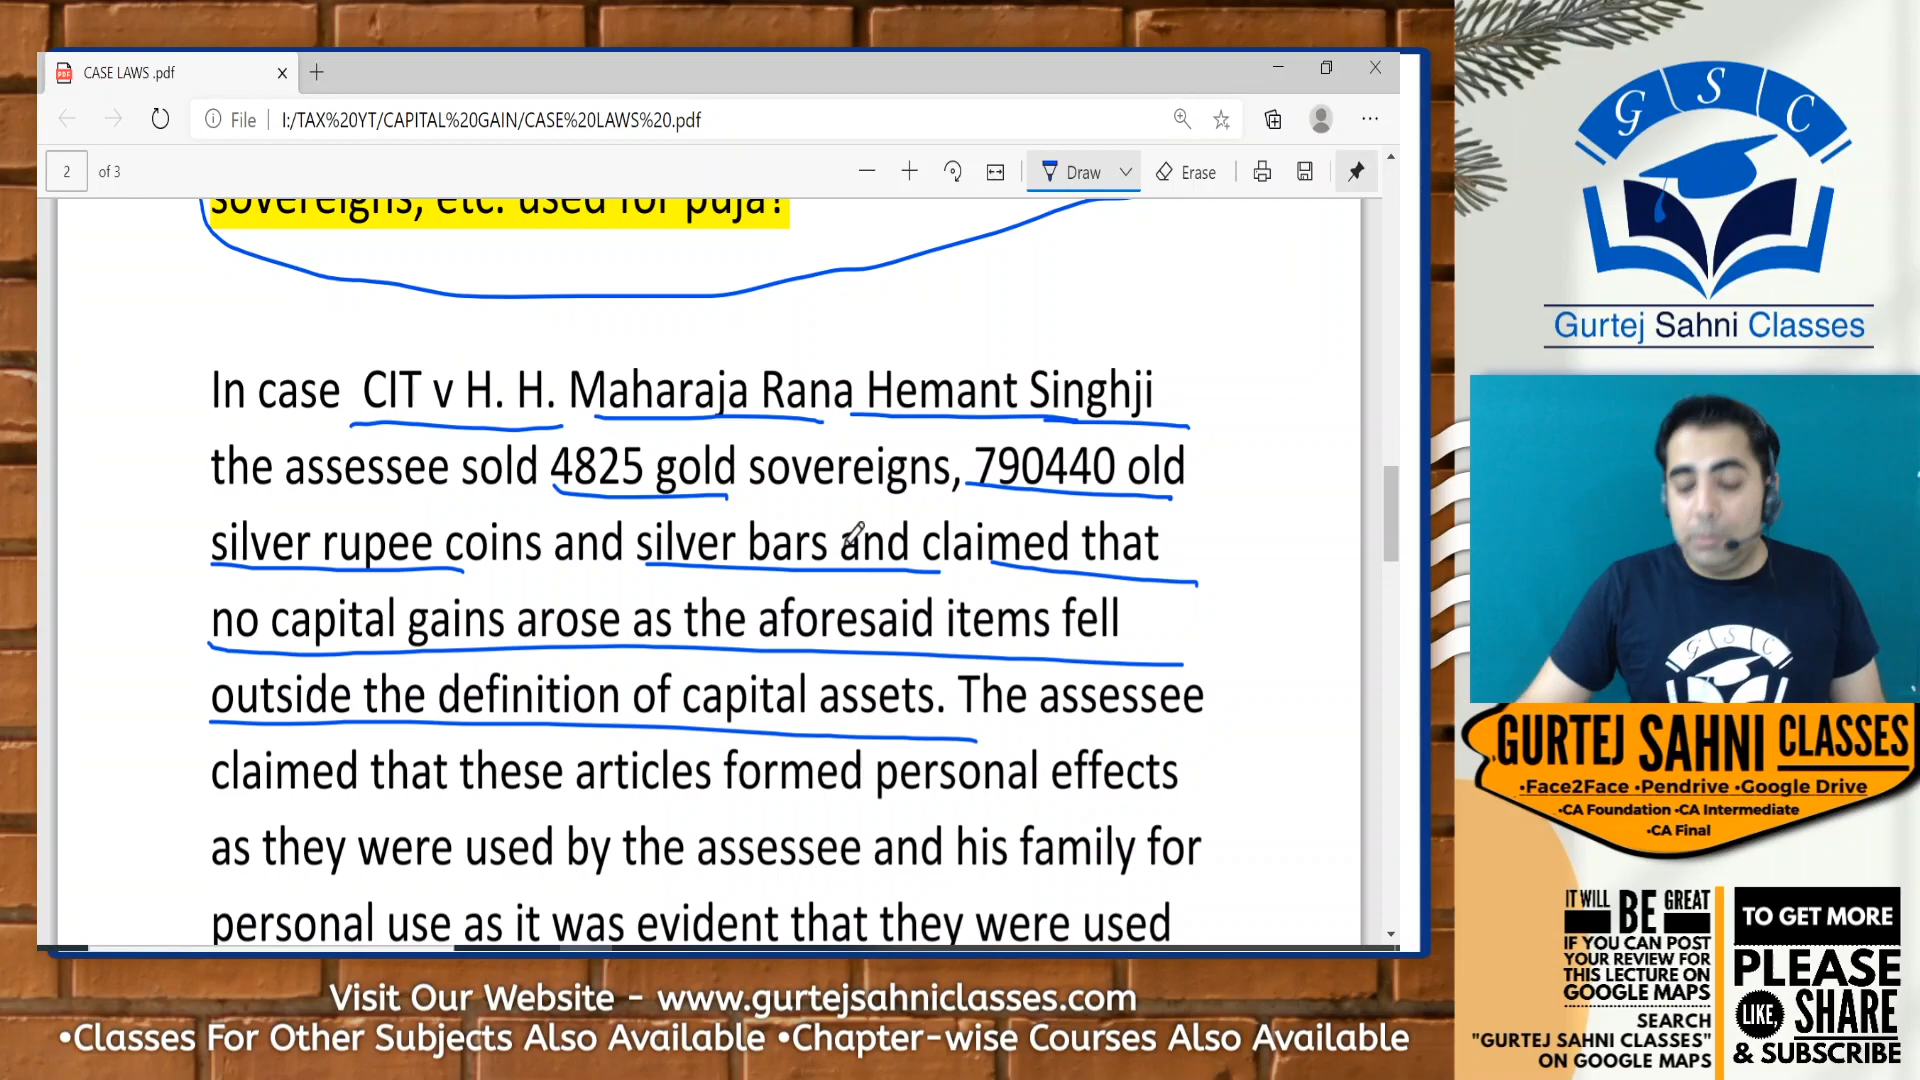 CASE LAWS .pdf
File I:/TAX%20YT/CAPITAL%20GAIN/CASE%20LAWS%20.pdf
2 of 3 Draw Erase
sovereigns, etc. used for puja?
In case CIT v H. H. Maharaja Rana Hemant Singhji
the assessee sold 4825 gold sovereigns, 790440 old
silver rupee coins and silver bars and claimed that
no capital gains arose as the aforesaid items fell
outside the definition of capital assets. The assessee
claimed that these articles formed personal effects
as they were used by the assessee and his family for
personal use as it was evident that they were used
G S C
Gurtej Sahni Classes
G S C
GURTEJ SAHNI CLASSES
•Face2Face •Pendrive •Google Drive
•CA Foundation •CA Intermediate
•CA Final
IT WILL BE GREAT
IF YOU CAN POST
YOUR REVIEW FOR
THIS LECTURE ON
GOOGLE MAPS
SEARCH
"GURTEJ SAHNI CLASSES"
ON GOOGLE MAPS
TO GET MORE
PLEASE
LIKE, SHARE
& SUBSCRIBE
Visit Our Website - www.gurtejsahniclasses.com
•Classes For Other Subjects Also Available •Chapter-wise Courses Also Available